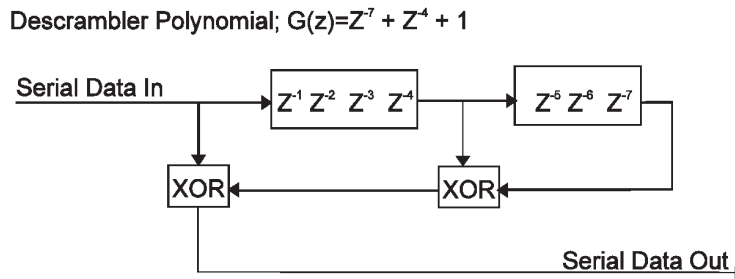 Descrambler Polynomial; G(z)=Z⁻⁷ + Z⁻⁴ + 1
Serial Data In
Z⁻¹ Z⁻² Z⁻³ Z⁻⁴
Z⁻⁵ Z⁻⁶ Z⁻⁷
XOR
XOR
Serial Data Out